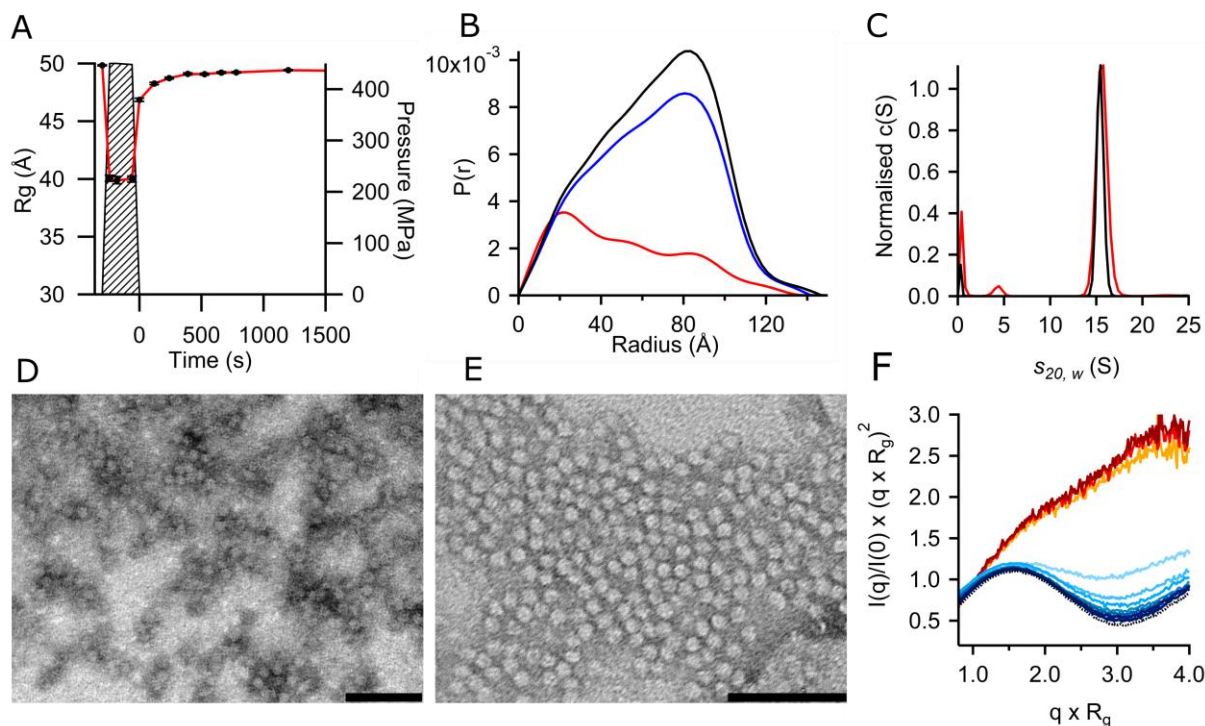 A
50
45
40
35
30
Rg (Å)
400
300
200
100
0
Pressure (MPa)
0
500
1000
1500
Time (s)
B
10x10⁻³
8
6
4
2
0
P(r)
0
40
80
120
Radius (Å)
C
1.0
0.8
0.6
0.4
0.2
0.0
Normalised c(S)
0
5
10
15
20
25
s20, w (S)
D
E
F
3.0
2.5
2.0
1.5
1.0
0.5
I(q)/I(0) x (q x Rg)²
1.0
2.0
3.0
4.0
q x Rg